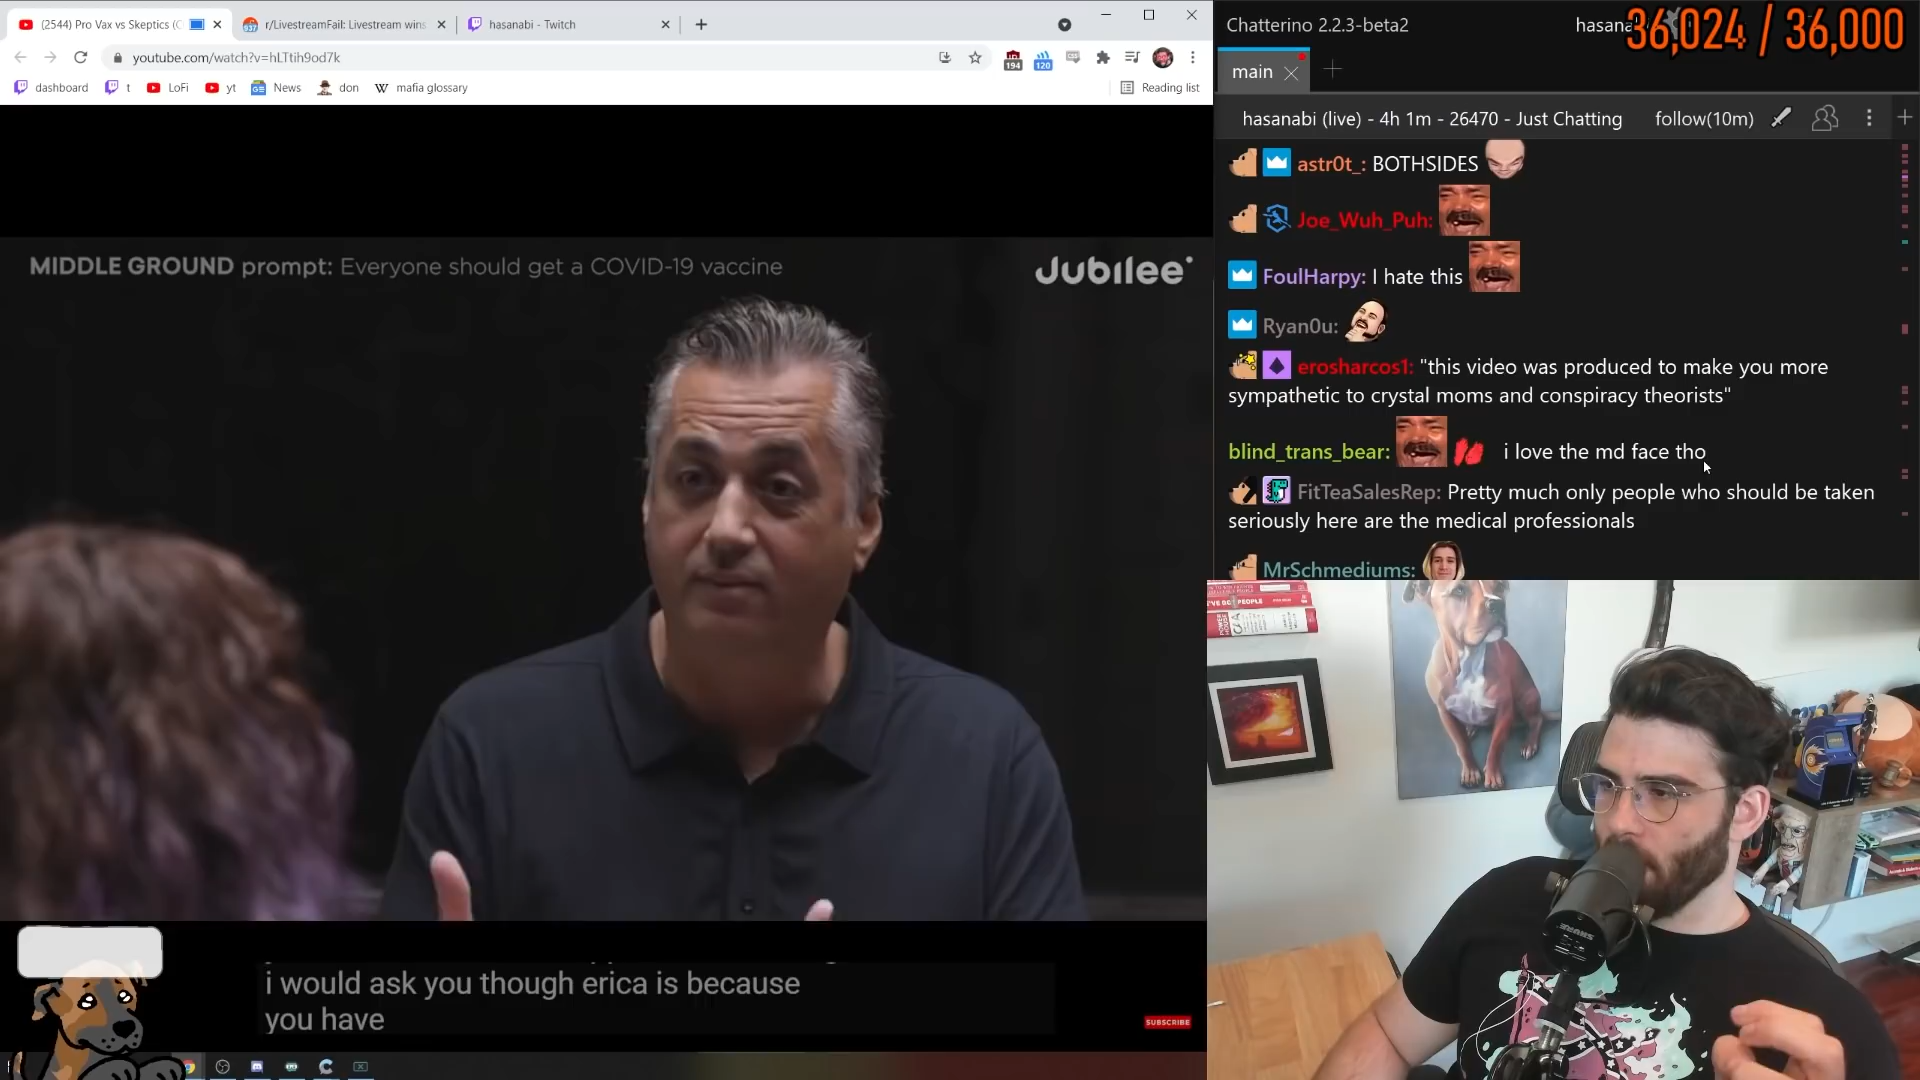 (2544) Pro Vax vs Skeptics (
r/LivestreamFail: Livestream wins
hasanabi - Twitch
youtube.com/watch?v=hLTtih9od7k
194
120
dashboard
t
LoFi
yt
News
don
mafia glossary
Reading list
MIDDLE GROUND prompt: Everyone should get a COVID-19 vaccine
Jubilee
i would ask you though erica is because
you have
SUBSCRIBE
Chatterino 2.2.3-beta2
hasana
36,024 / 36,000
main
hasanabi (live) - 4h 1m - 26470 - Just Chatting
follow(10m)
astr0t_: BOTHSIDES
Joe_Wuh_Puh:
FoulHarpy: I hate this
Ryan0u:
erosharcos1: "this video was produced to make you more
sympathetic to crystal moms and conspiracy theorists"
blind_trans_bear: i love the md face tho
FitTeaSalesRep: Pretty much only people who should be taken
seriously here are the medical professionals
MrSchmediums:
SHURE